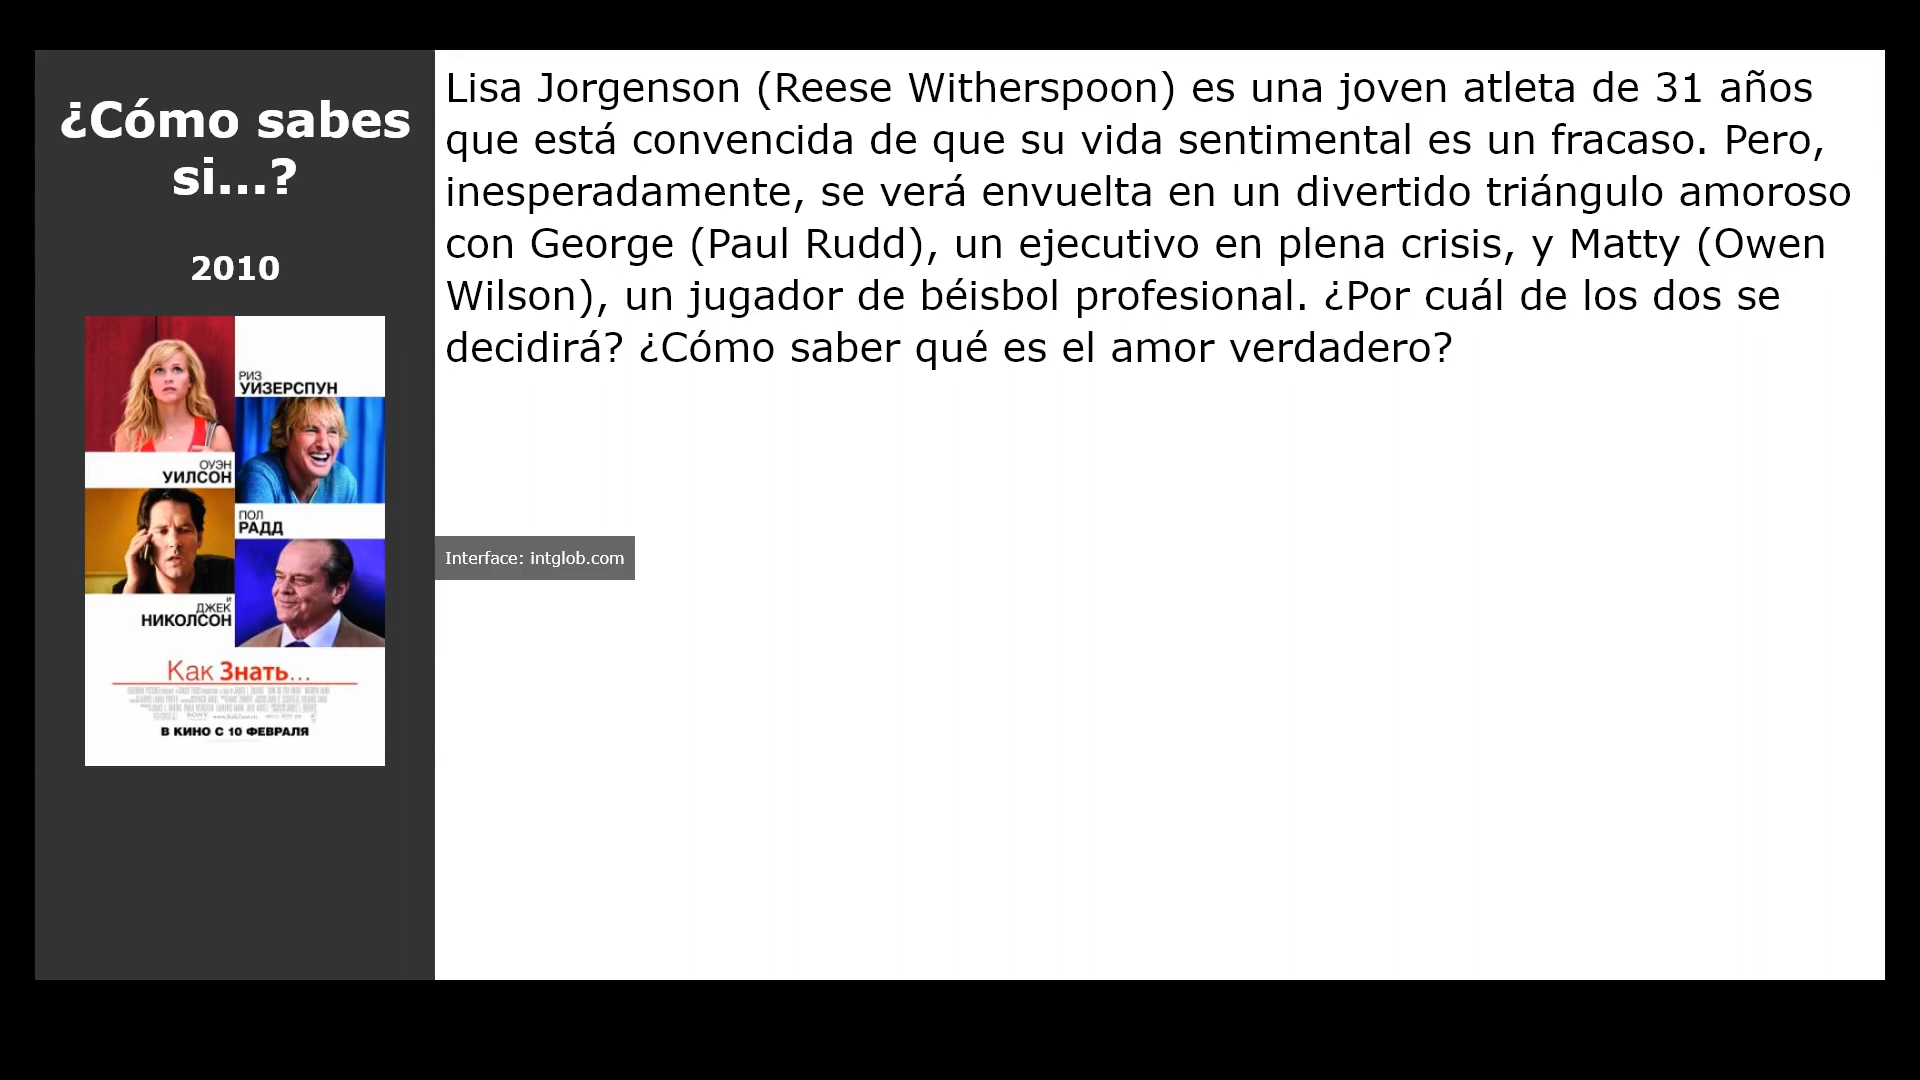 ¿Cómo sabes
si...?
2010
РИЗ
УИЗЕРСПУН
ОУЭН
УИЛСОН
ПОЛ
РАДД
И
ДЖЕК
НИКОЛСОН
Как Знать...
В КИНО С 10 ФЕВРАЛЯ
Lisa Jorgenson (Reese Witherspoon) es una joven atleta de 31 años
que está convencida de que su vida sentimental es un fracaso. Pero,
inesperadamente, se verá envuelta en un divertido triángulo amoroso
con George (Paul Rudd), un ejecutivo en plena crisis, y Matty (Owen
Wilson), un jugador de béisbol profesional. ¿Por cuál de los dos se
decidirá? ¿Cómo saber qué es el amor verdadero?
Interface: intglob.com